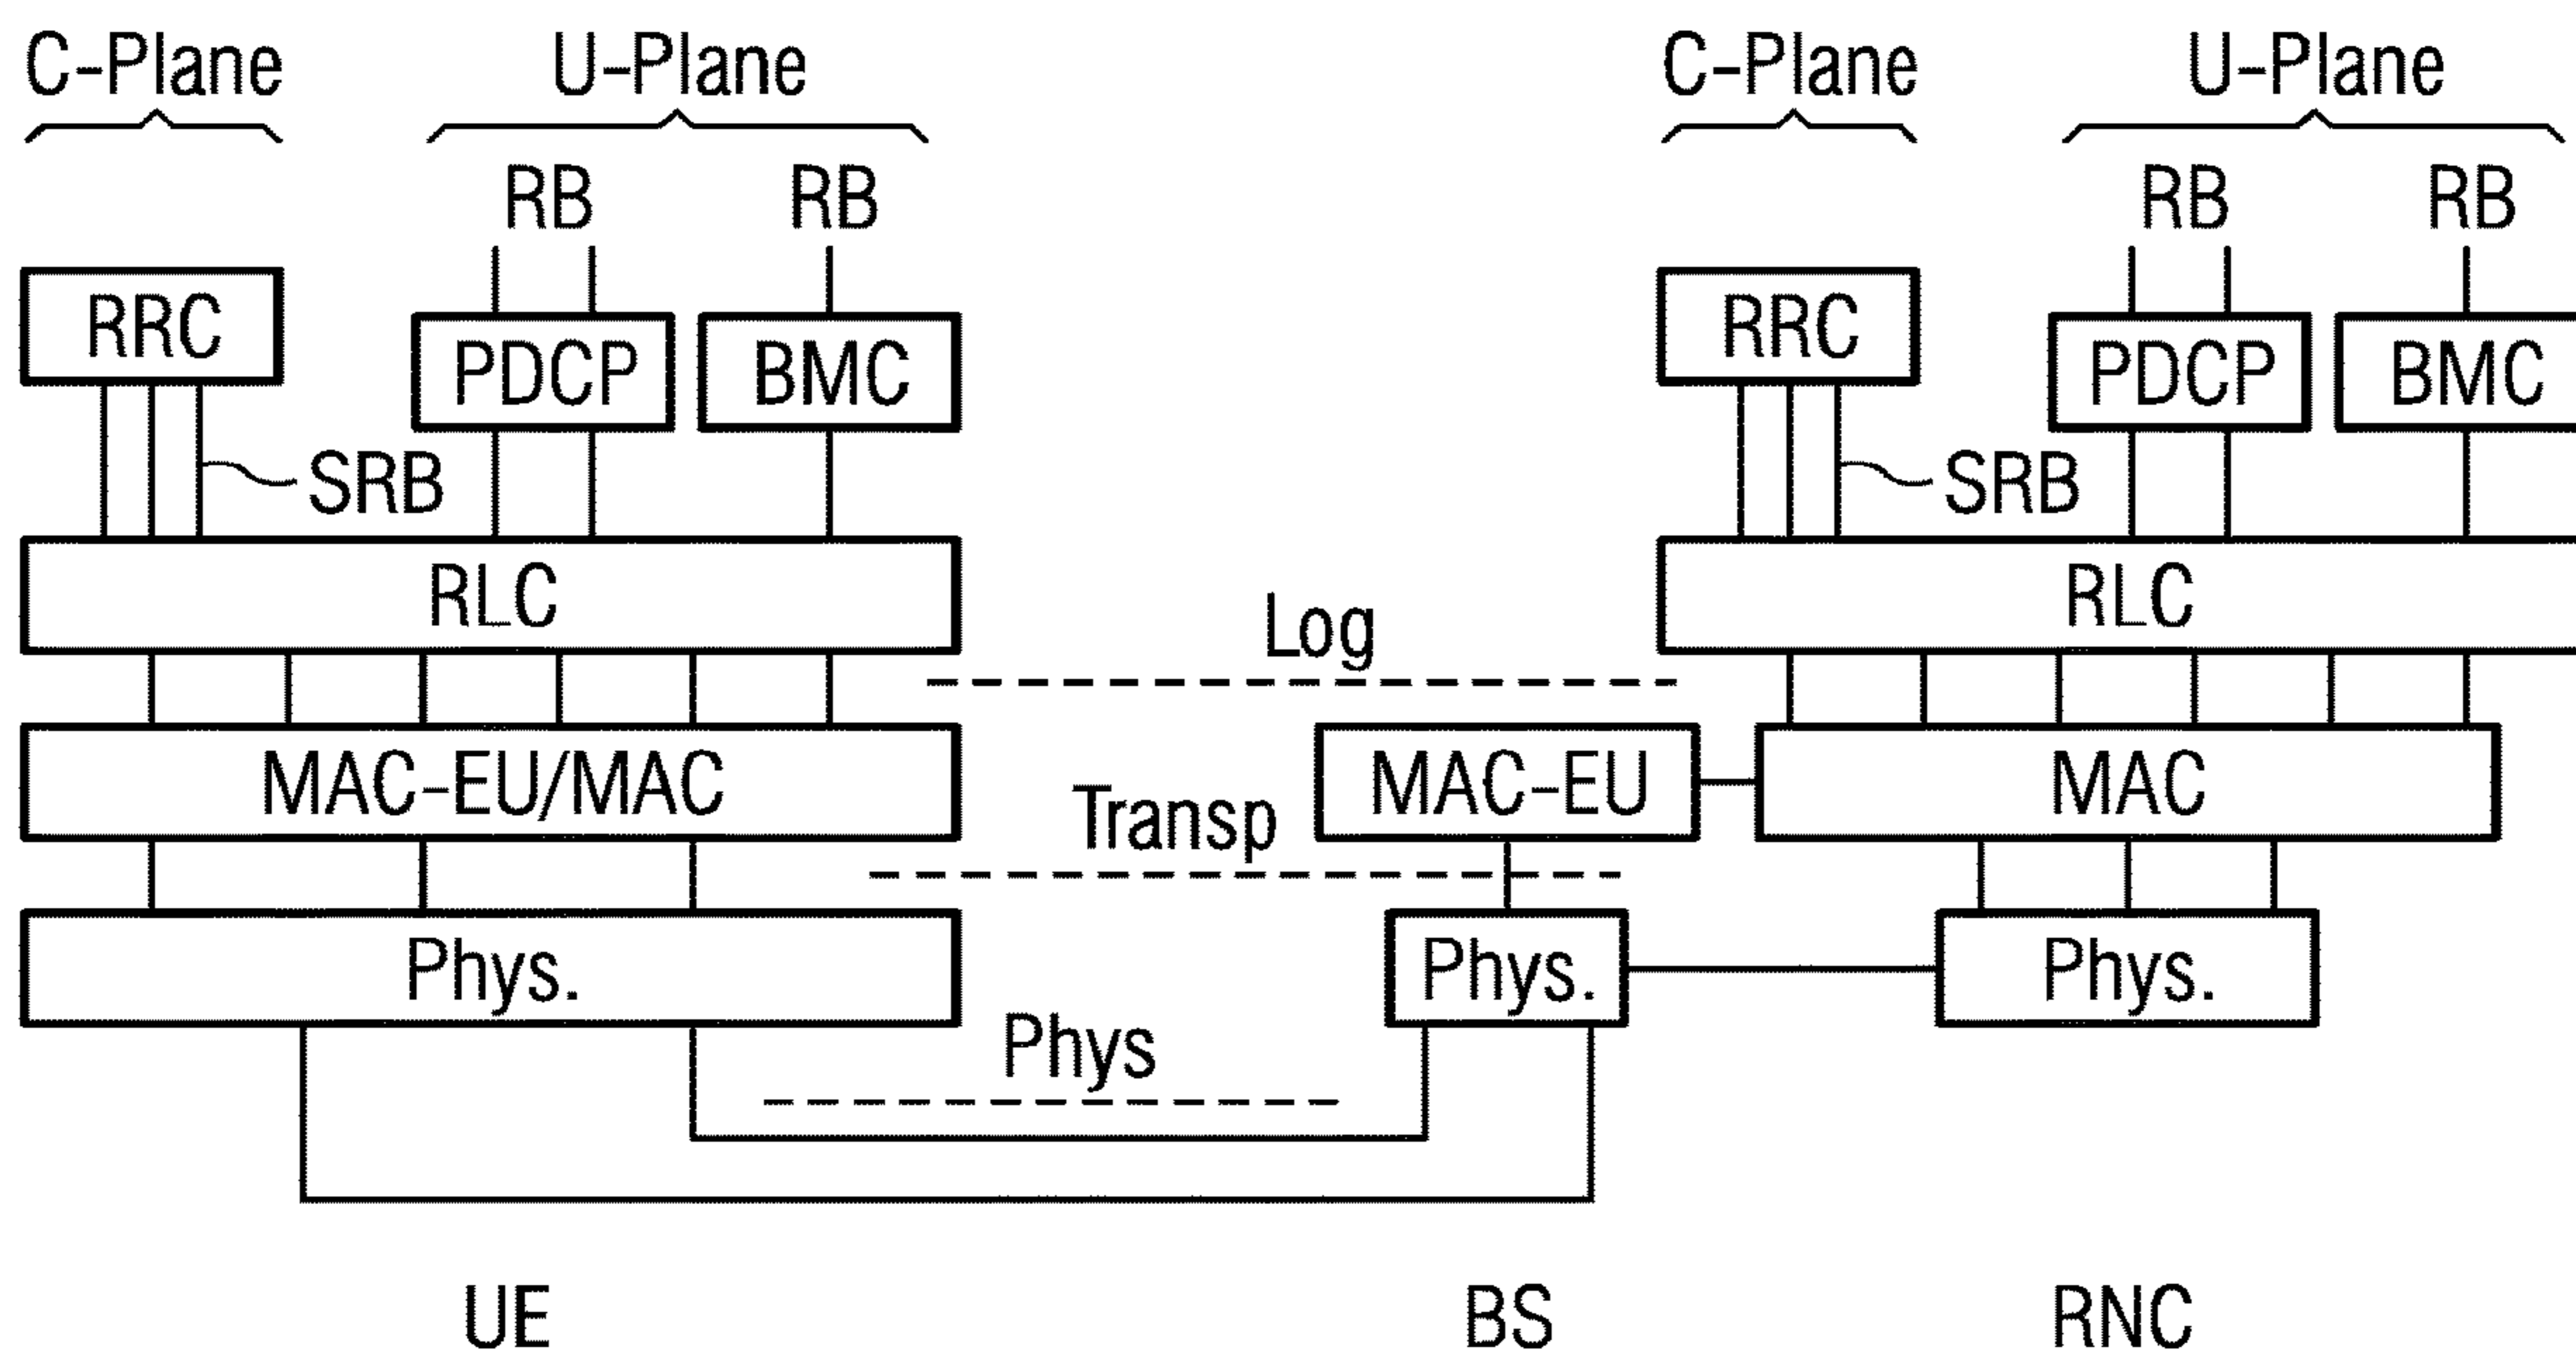 C-Plane U-Plane C-Plane U-Plane
RB RB RB RB
RRC PDCP BMC RRC PDCP BMC
SRB SRB
RLC RLC
Log
MAC-EU/MAC MAC-EU MAC
Transp
Phys. Phys. Phys.
Phys
UE BS RNC